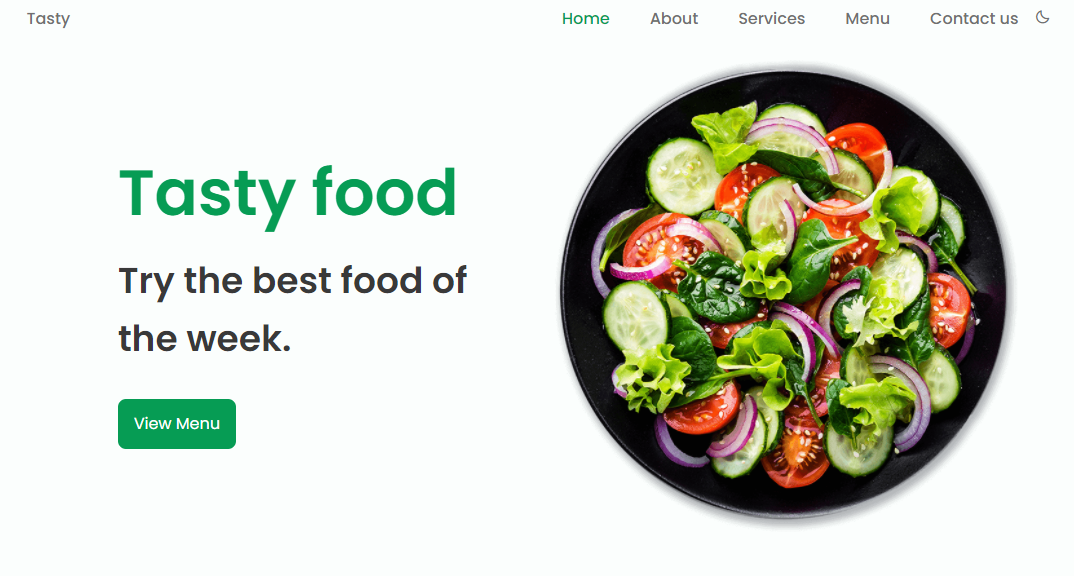 Tasty
Home About Services Menu Contact us
Tasty food
Try the best food of
the week.
View Menu